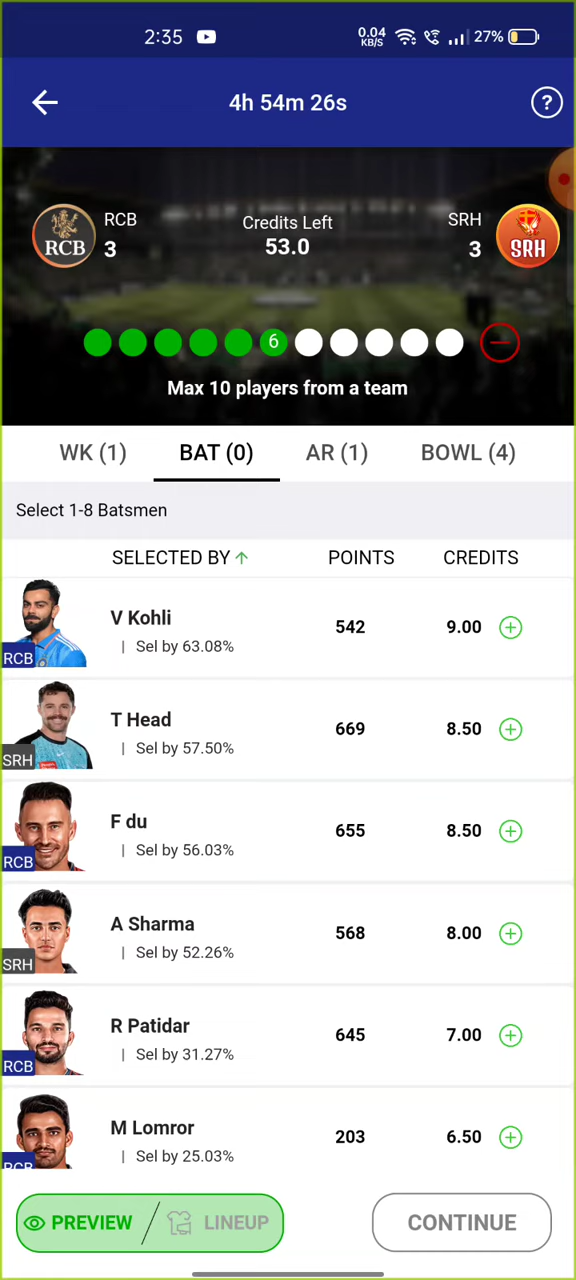 2:35 0.04 KB/S 27%
4h 54m 26s ?
RCB Credits Left SRH
RCB 3 53.0 3 SRH
6
Max 10 players from a team
WK (1) BAT (0) AR (1) BOWL (4)
Select 1-8 Batsmen
SELECTED BY ↑ POINTS CREDITS
V Kohli 542 9.00
RCB | Sel by 63.08%
T Head 669 8.50
SRH | Sel by 57.50%
F du 655 8.50
RCB | Sel by 56.03%
A Sharma 568 8.00
SRH | Sel by 52.26%
R Patidar 645 7.00
RCB | Sel by 31.27%
M Lomror 203 6.50
RCB | Sel by 25.03%
PREVIEW / LINEUP CONTINUE